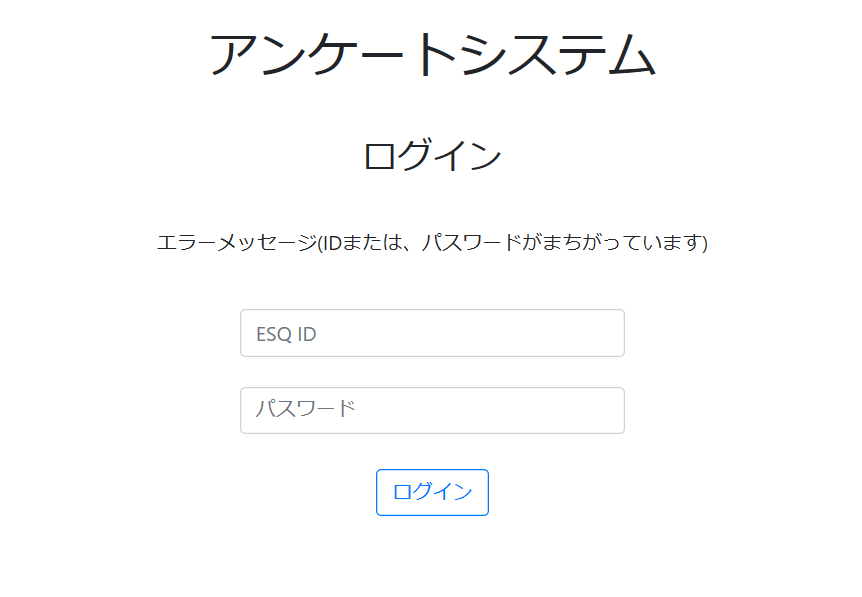 アンケートシステム
ログイン
エラーメッセージ(IDまたは、パスワードがまちがっています)
ESQ ID
パスワード
ログイン